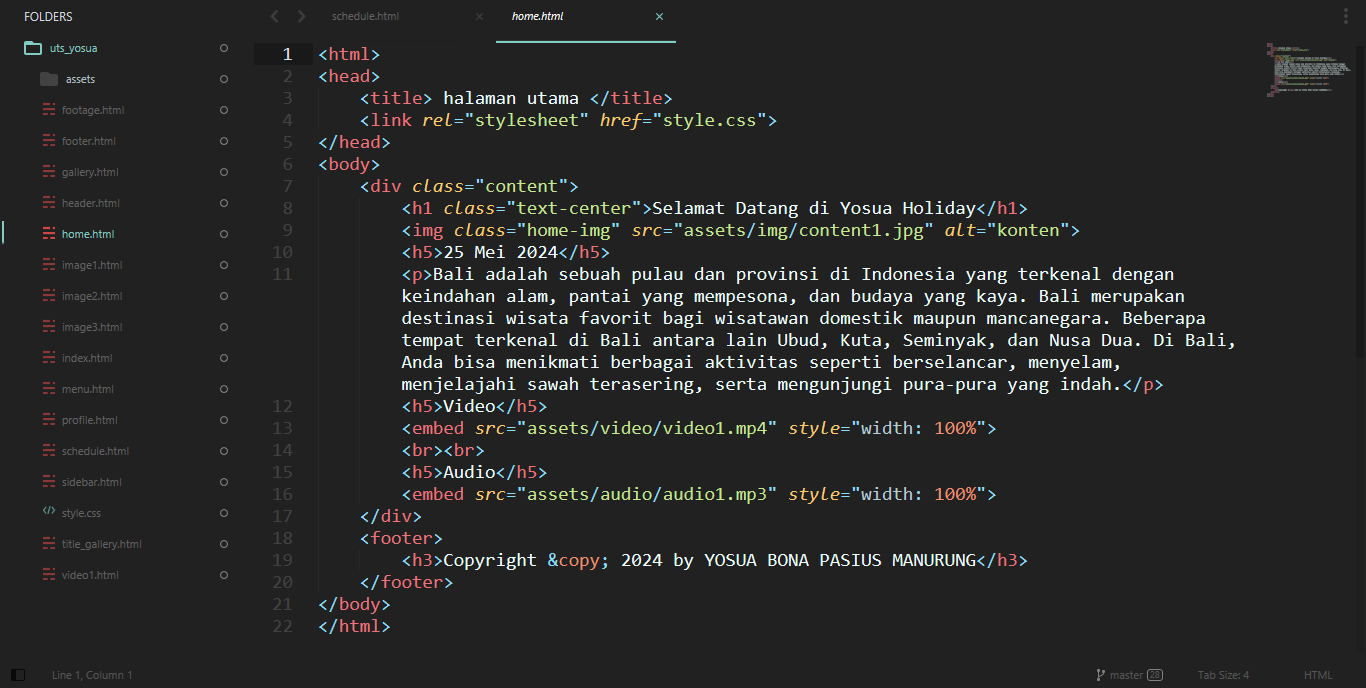 FOLDERS
uts_yosua
assets
footage.html
footer.html
gallery.html
header.html
home.html
image1.html
image2.html
image3.html
index.html
menu.html
profile.html
schedule.html
sidebar.html
style.css
title_gallery.html
video1.html
schedule.html × home.html ×
1 <html>
2 <head>
3     <title> halaman utama </title>
4     <link rel="stylesheet" href="style.css">
5 </head>
6 <body>
7     <div class="content">
8         <h1 class="text-center">Selamat Datang di Yosua Holiday</h1>
9         <img class="home-img" src="assets/img/content1.jpg" alt="konten">
10         <h5>25 Mei 2024</h5>
11         <p>Bali adalah sebuah pulau dan provinsi di Indonesia yang terkenal dengan
keindahan alam, pantai yang mempesona, dan budaya yang kaya. Bali merupakan
destinasi wisata favorit bagi wisatawan domestik maupun mancanegara. Beberapa
tempat terkenal di Bali antara lain Ubud, Kuta, Seminyak, dan Nusa Dua. Di Bali,
Anda bisa menikmati berbagai aktivitas seperti berselancar, menyelam,
menjelajahi sawah terasering, serta mengunjungi pura-pura yang indah.</p>
12         <h5>Video</h5>
13         <embed src="assets/video/video1.mp4" style="width: 100%">
14         <br><br>
15         <h5>Audio</h5>
16         <embed src="assets/audio/audio1.mp3" style="width: 100%">
17     </div>
18     <footer>
19         <h3>Copyright &copy; 2024 by YOSUA BONA PASIUS MANURUNG</h3>
20     </footer>
21 </body>
22 </html>
Line 1, Column 1 master 28 Tab Size: 4 HTML